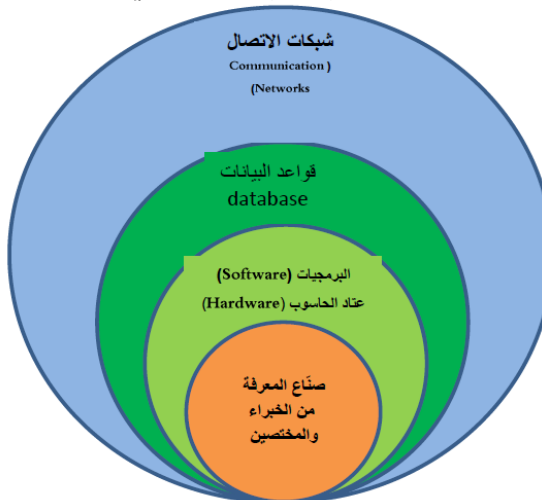 شبكات الاتصال
Communication )
(Networks
قواعد البيانات
database
البرمجيات (Software)
عتاد الحاسوب (Hardware)
صنّاع المعرفة
من الخبراء
والمختصين